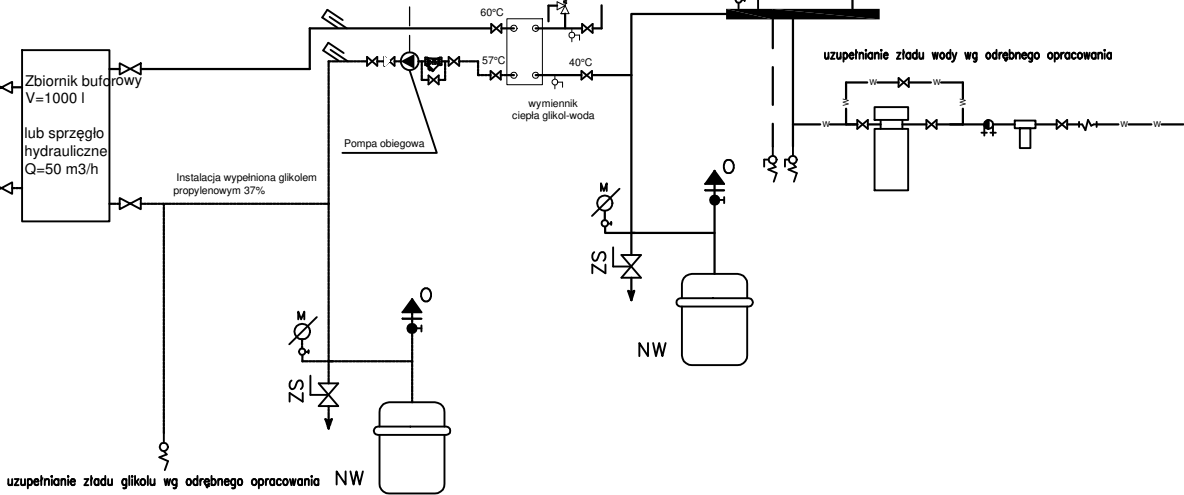 60°C
uzupełnianie zładu wody wg odrębnego opracowania
57°C
40°C
Zbiornik buforowy
V=1000 l
lub sprzęgło
hydrauliczne
Q=50 m3/h
wymiennik
ciepła glikol-woda
W
W
W
W
W
Pompa obiegowa
Instalacja wypełniona glikolem
propylenowym 37%
O
M
ZS
NW
O
M
ZS
NW
uzupełnianie zładu glikolu wg odrębnego opracowania